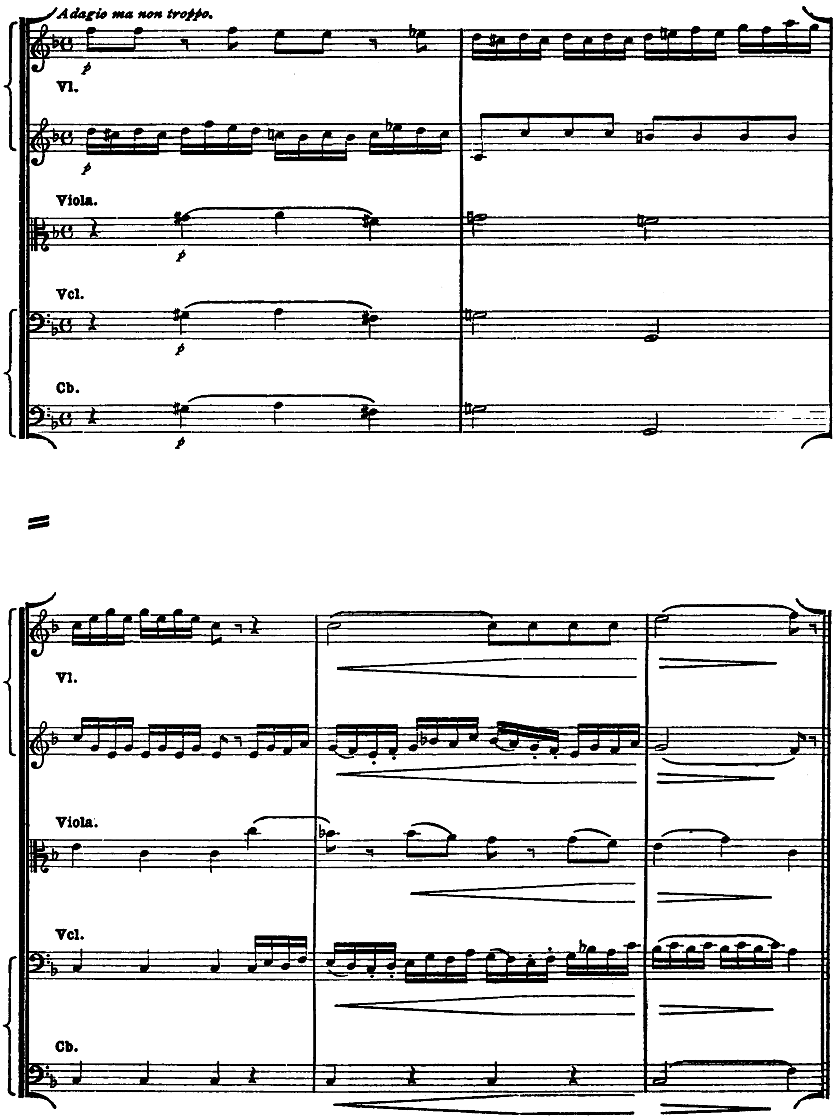 Adagio ma non troppo.
p
Vl.
p
Viola.
p
Vcl.
p
Cb.
p
Vl.
Viola.
Vcl.
Cb.